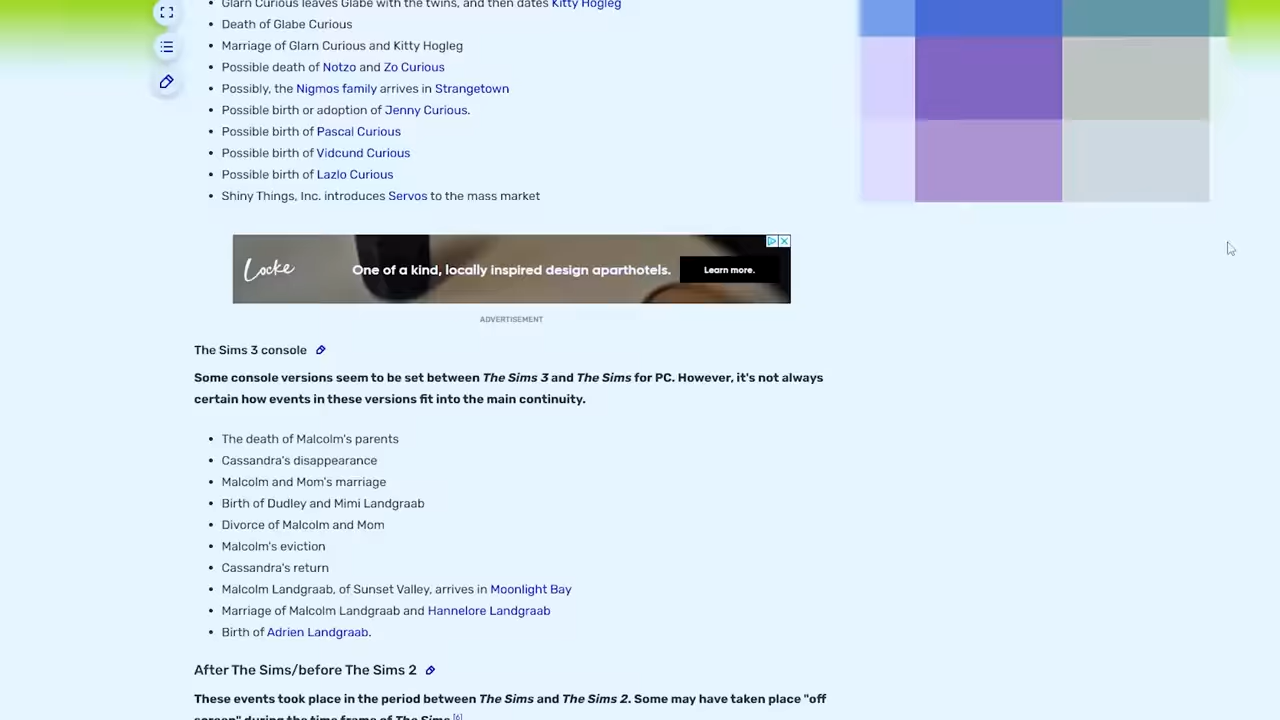 Glarn Curious leaves Glabe with the twins, and then dates Kitty Hogleg
Death of Glabe Curious
Marriage of Glarn Curious and Kitty Hogleg
Possible death of Notzo and Zo Curious
Possibly, the Nigmos family arrives in Strangetown
Possible birth or adoption of Jenny Curious.
Possible birth of Pascal Curious
Possible birth of Vidcund Curious
Possible birth of Lazlo Curious
Shiny Things, Inc. introduces Servos to the mass market
Locke
One of a kind, locally inspired design aparthotels.
Learn more.
ADVERTISEMENT
The Sims 3 console
Some console versions seem to be set between The Sims 3 and The Sims for PC. However, it's not always
certain how events in these versions fit into the main continuity.
The death of Malcolm's parents
Cassandra's disappearance
Malcolm and Mom's marriage
Birth of Dudley and Mimi Landgraab
Divorce of Malcolm and Mom
Malcolm's eviction
Cassandra's return
Malcolm Landgraab, of Sunset Valley, arrives in Moonlight Bay
Marriage of Malcolm Landgraab and Hannelore Landgraab
Birth of Adrien Landgraab.
After The Sims/before The Sims 2
These events took place in the period between The Sims and The Sims 2. Some may have taken place "off
screen" during the time frame of The Sims.[6]